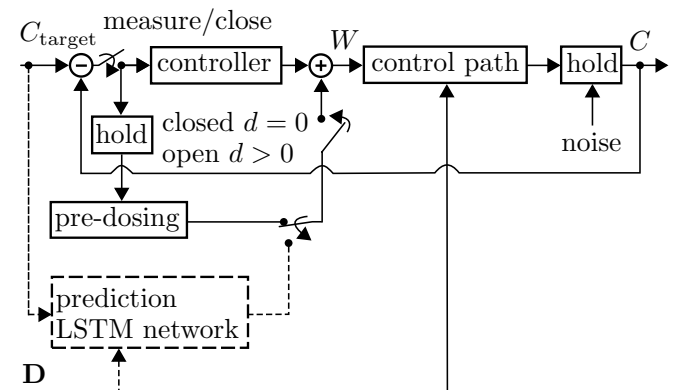 measure/close
C_target
W
C
−
controller
+
control path
hold
hold
closed d = 0
open d > 0
noise
pre-dosing
prediction
LSTM network
D